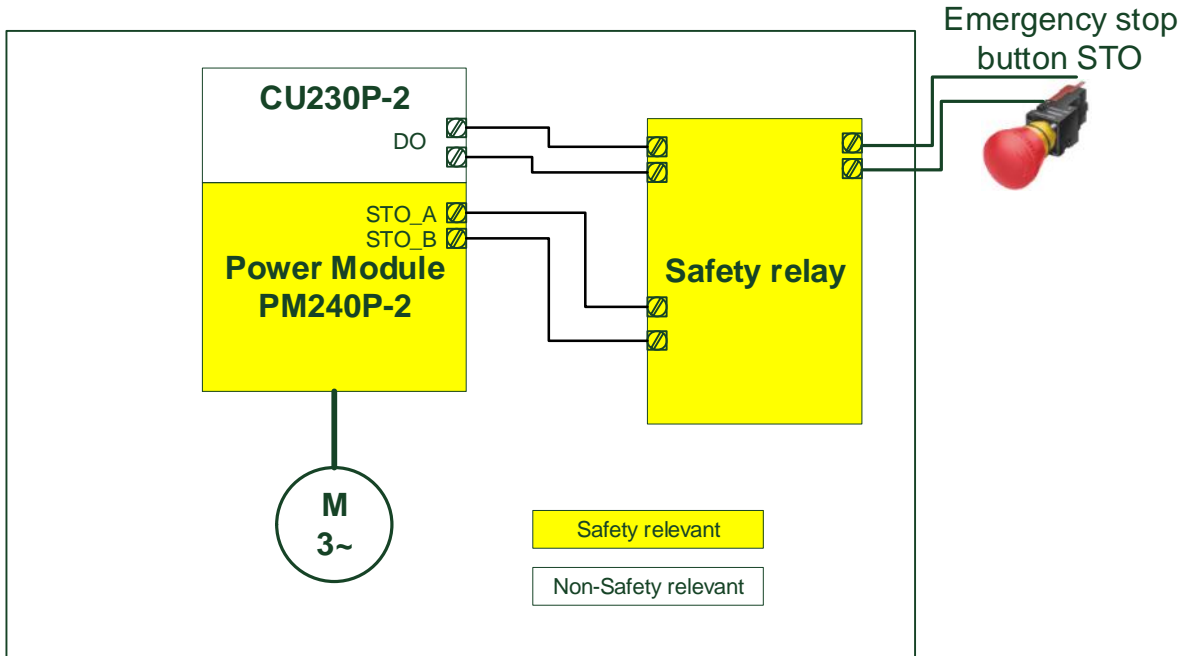 Emergency stop
button STO
CU230P-2
DO
STO_A
STO_B
Power Module
PM240P-2
Safety relay
M
3~
Safety relevant
Non-Safety relevant